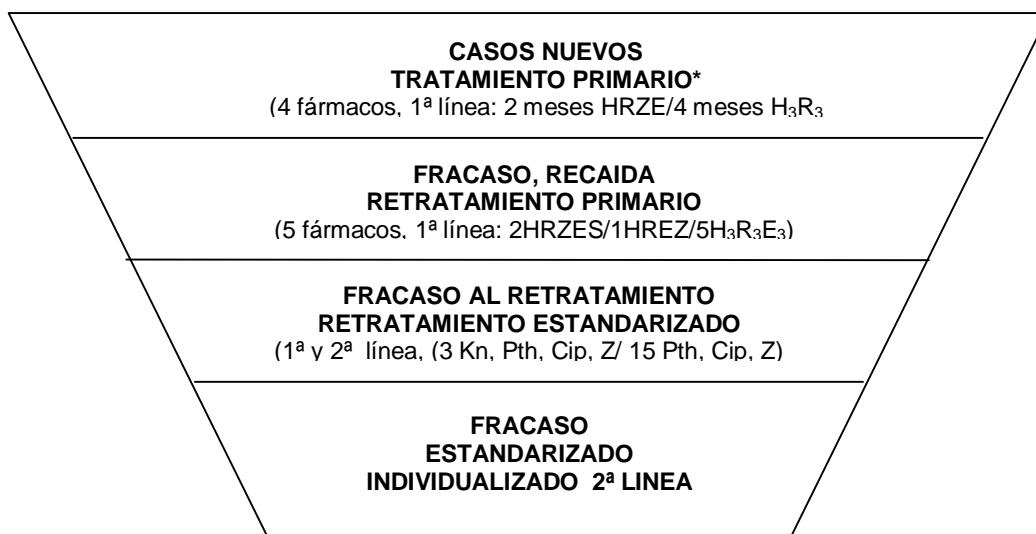 CASOS NUEVOS
TRATAMIENTO PRIMARIO*
(4 fármacos, 1ª línea: 2 meses HRZE/4 meses H₃R₃
FRACASO, RECAIDA
RETRATAMIENTO PRIMARIO
(5 fármacos, 1ª línea: 2HRZES/1HREZ/5H₃R₃E₃)
FRACASO AL RETRATAMIENTO
RETRATAMIENTO ESTANDARIZADO
(1ª y 2ª línea, (3 Kn, Pth, Cip, Z/ 15 Pth, Cip, Z)
FRACASO
ESTANDARIZADO
INDIVIDUALIZADO 2ª LINEA